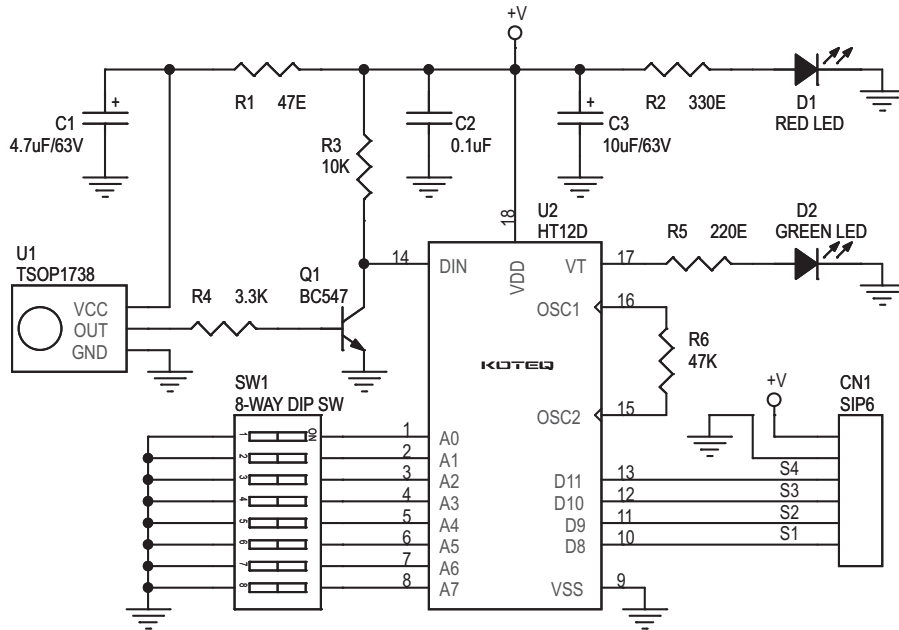 +V
R1 47E
R2 330E
D1
RED LED
+
C1
4.7uF/63V
R3
10K
C2
0.1uF
+
C3
10uF/63V
18
U2
HT12D
R5 220E
D2
GREEN LED
U1
TSOP1738
VCC
OUT
GND
R4 3.3K
Q1
BC547
14
DIN
VDD
VT
17
OSC1
16
R6
47K
KOTEQ
OSC2
15
+V
CN1
SIP6
SW1
8-WAY DIP SW
ON
1 1 A0
2 2 A1
3 3 A2 D11 13 S4
4 4 A3 D10 12 S3
5 5 A4 D9 11 S2
6 6 A5 D8 10 S1
7 7 A6
8 8 A7 VSS 9